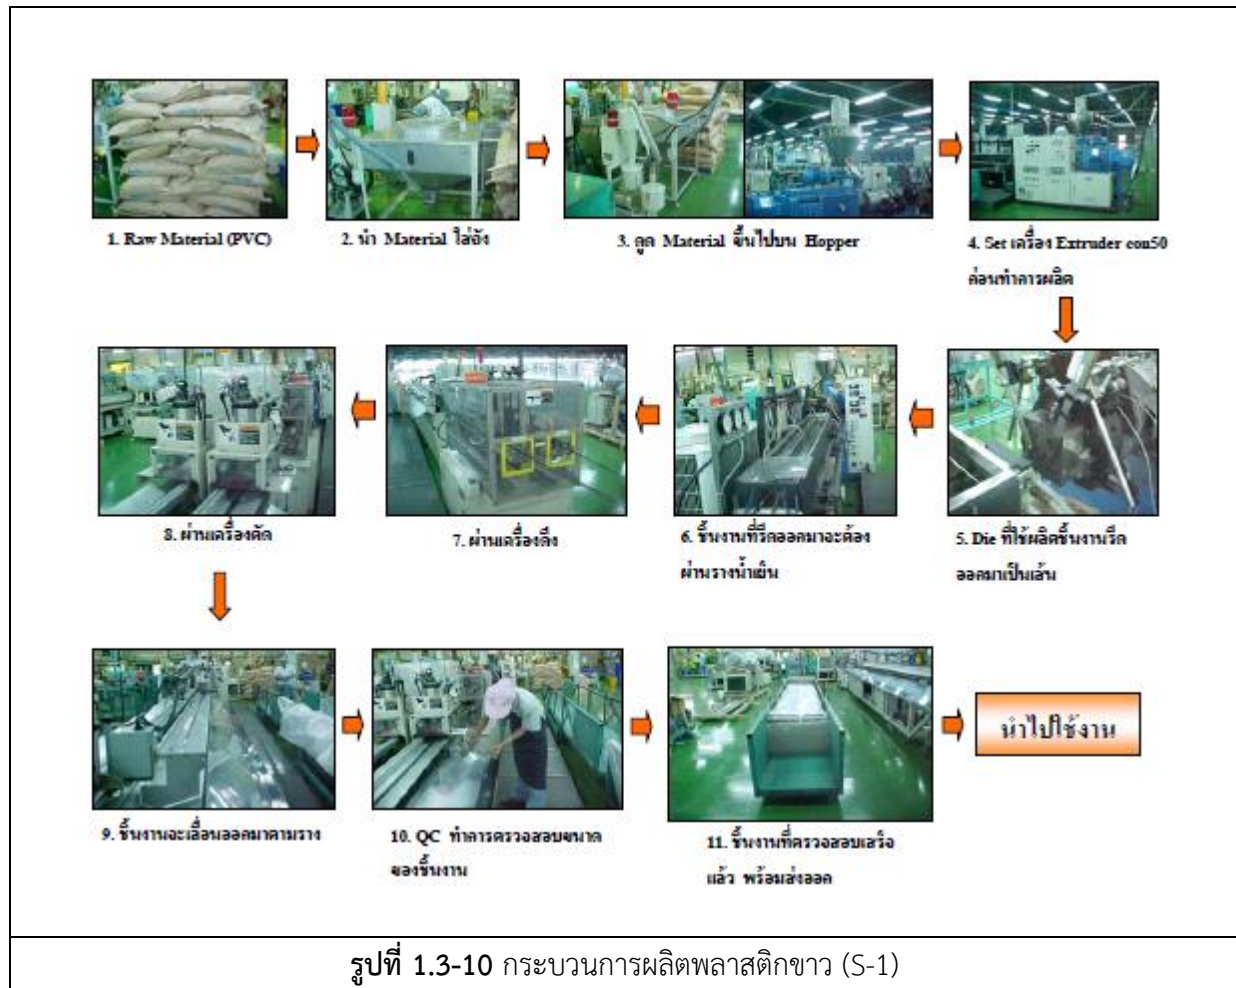 1. Raw Material (PVC)
2. นำ Material ใส่ถัง
3. ดูด Material ขึ้นไปบน Hopper
4. Set เครื่อง Extruder con50
ก่อนทำการผลิต
5. Die ที่ใช้ผลิตชิ้นงานรีด
ออกมาเป็นเส้น
6. ชิ้นงานที่รีดออกมาจะต้อง
ผ่านรางน้ำเย็น
7. ผ่านเครื่องดึง
8. ผ่านเครื่องตัด
9. ชิ้นงานจะเลื่อนออกมาตามราง
10. QC ทำการตรวจสอบขนาด
ของชิ้นงาน
11. ชิ้นงานที่ตรวจสอบเสร็จ
แล้ว พร้อมส่งออก
นำไปใช้งาน
รูปที่ 1.3-10 กระบวนการผลิตพลาสติกขาว (S-1)